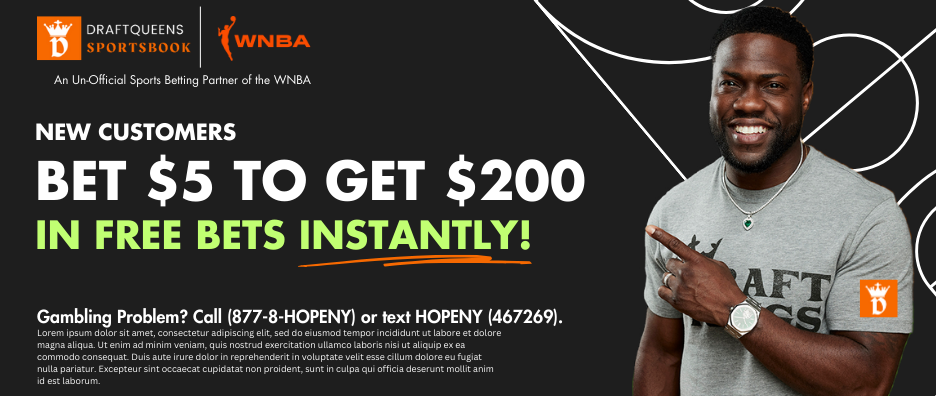 DRAFTQUEENS
SPORTSBOOK
WNBA
An Un-Official Sports Betting Partner of the WNBA
NEW CUSTOMERS
BET $5 TO GET $200
IN FREE BETS INSTANTLY!
Gambling Problem? Call (877-8-HOPENY) or text HOPENY (467269).
Lorem ipsum dolor sit amet, consectetur adipiscing elit, sed do eiusmod tempor incididunt ut labore et dolore
magna aliqua. Ut enim ad minim veniam, quis nostrud exercitation ullamco laboris nisi ut aliquip ex ea
commodo consequat. Duis aute irure dolor in reprehenderit in voluptate velit esse cillum dolore eu fugiat
nulla pariatur. Excepteur sint occaecat cupidatat non proident, sunt in culpa qui officia deserunt mollit anim
id est laborum.
D
D